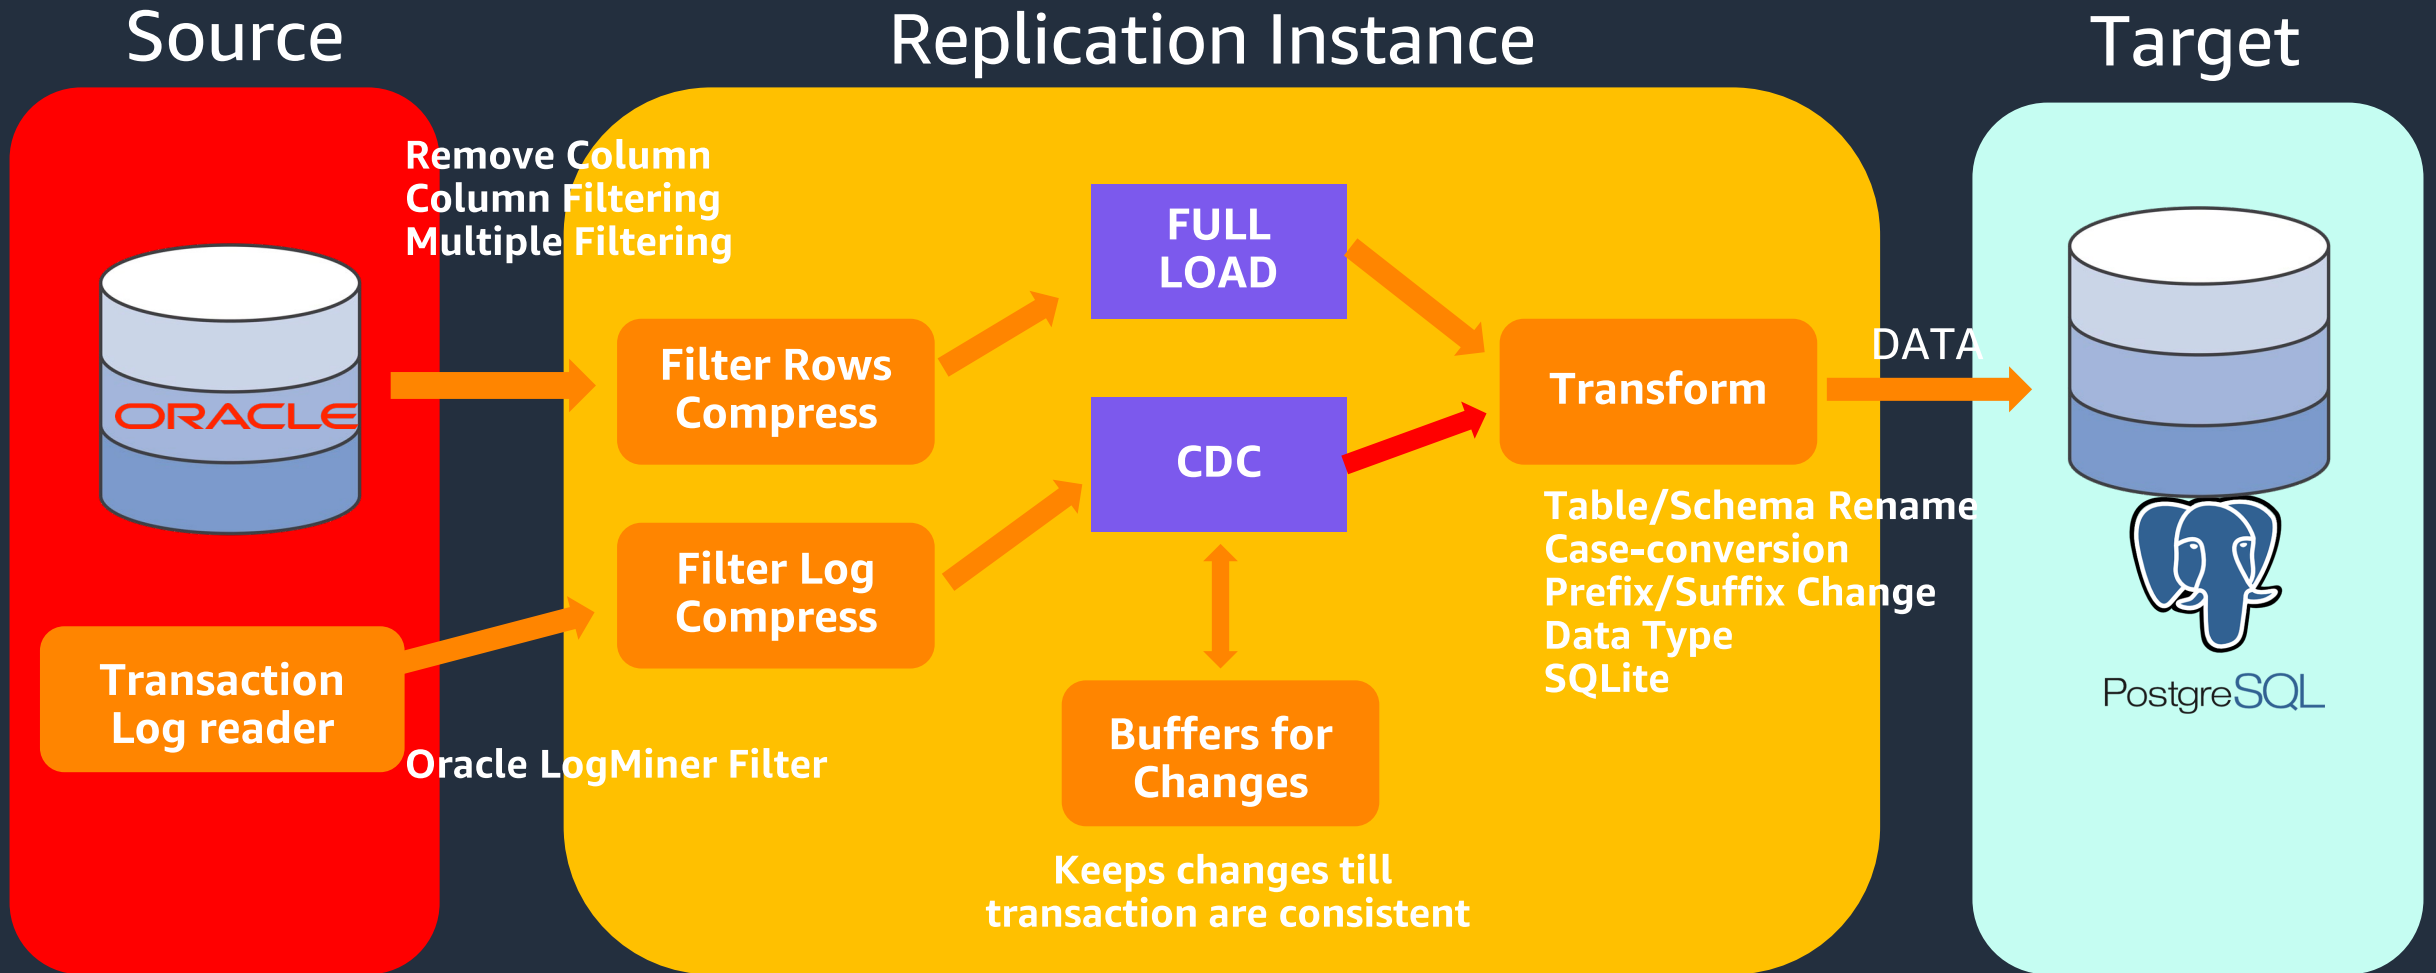 Source
Replication Instance
Target
Remove Column
Column Filtering
Multiple Filtering
ORACLE
Transaction
Log reader
Oracle LogMiner Filter
Filter Rows
Compress
Filter Log
Compress
FULL
LOAD
CDC
Buffers for
Changes
Keeps changes till
transaction are consistent
Transform
Table/Schema Rename
Case-conversion
Prefix/Suffix Change
Data Type
SQLite
DATA
PostgreSQL